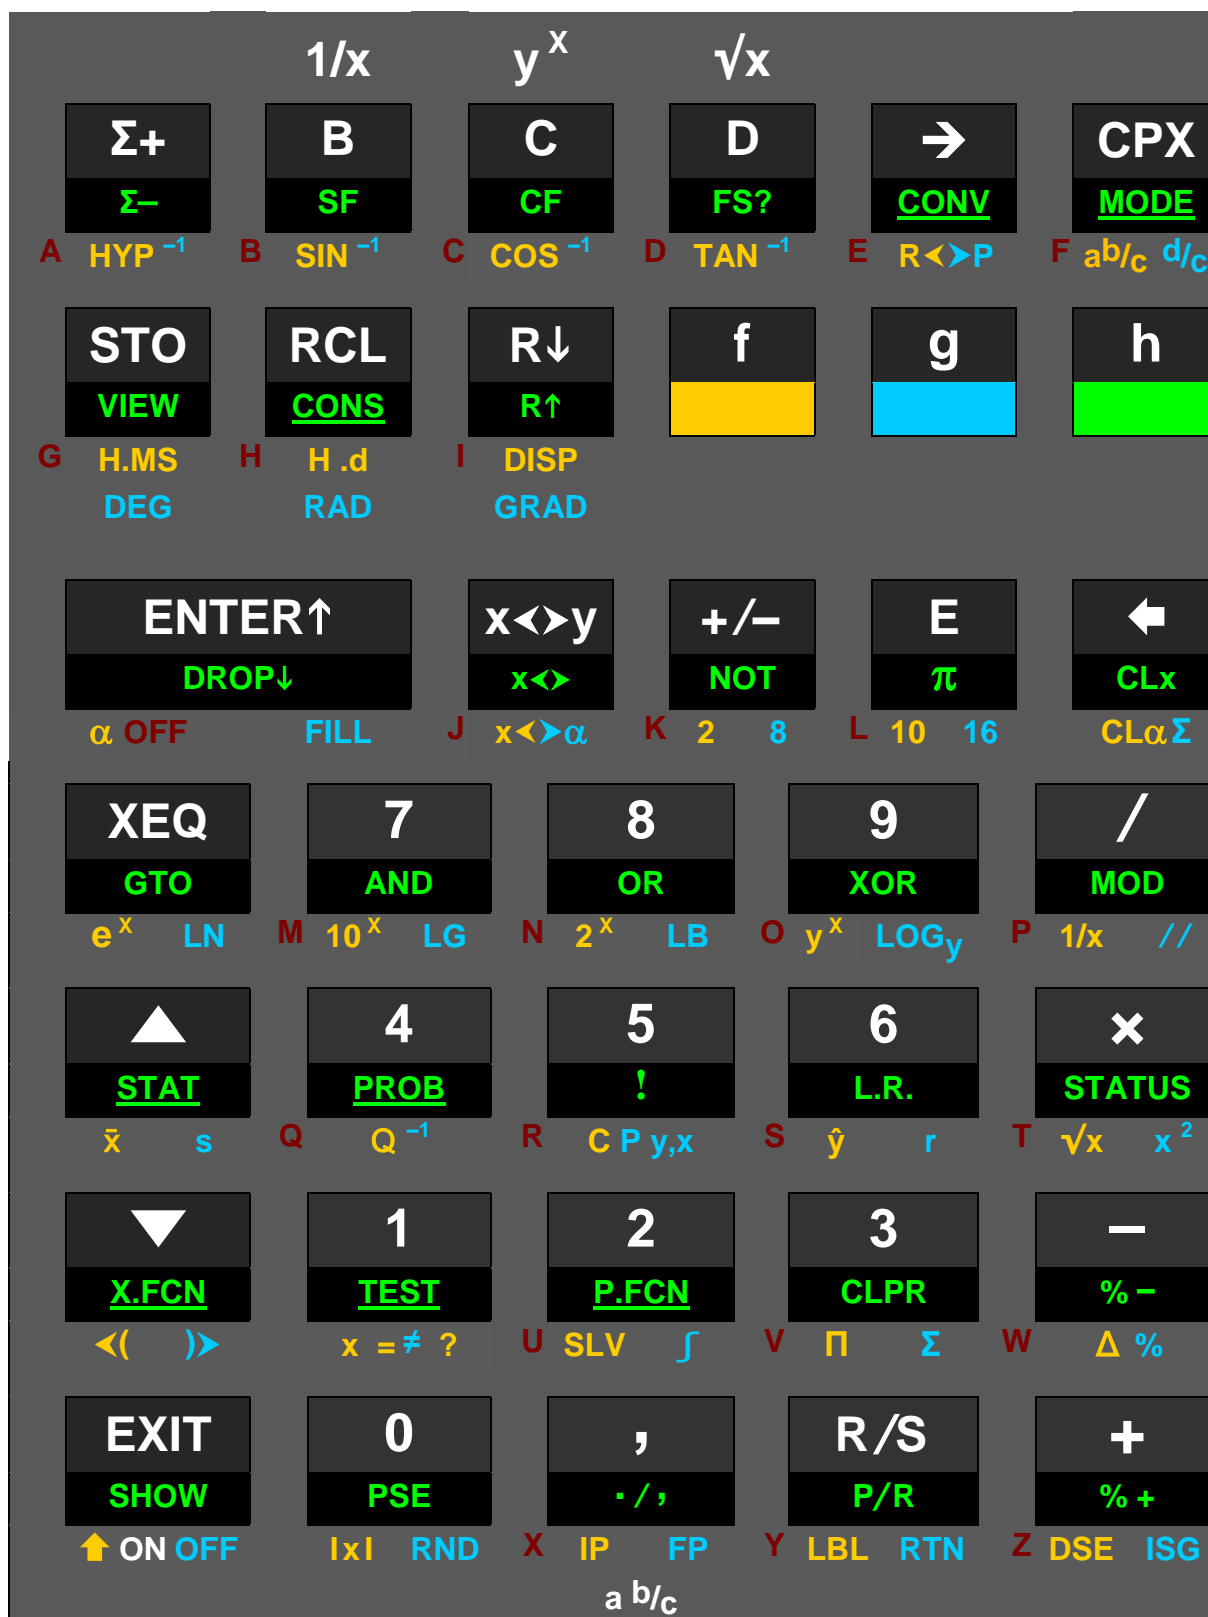 1/x y X √x
Σ+ B C D ➔ CPX
Σ– SF CF FS? CONV MODE
A HYP –1 B SIN –1 C COS –1 D TAN –1 E R<>P F ab/c d/c
STO RCL R↓ f g h
VIEW CONS R↑
G H.MS H H .d I DISP
DEG RAD GRAD
ENTER↑ x<>y +/– E 🡄
DROP↓ x<> NOT π CLx
α OFF FILL J x<>α K 2 8 L 10 16 CLα Σ
XEQ 7 8 9 /
GTO AND OR XOR MOD
e X LN M 10 X LG N 2 X LB O y X LOGy P 1/x //
▲ 4 5 6 ×
STAT PROB ! L.R. STATUS
x̄ s Q Q –1 R C P y,x S ŷ r T √x x 2
▼ 1 2 3 –
X.FCN TEST P.FCN CLPR % –
<( )> x = ≠ ? U SLV ∫ V Π Σ W Δ %
EXIT 0 , R/S +
SHOW PSE . / , P/R % +
🡅 ON OFF IxI RND X IP FP Y LBL RTN Z DSE ISG
a b/c